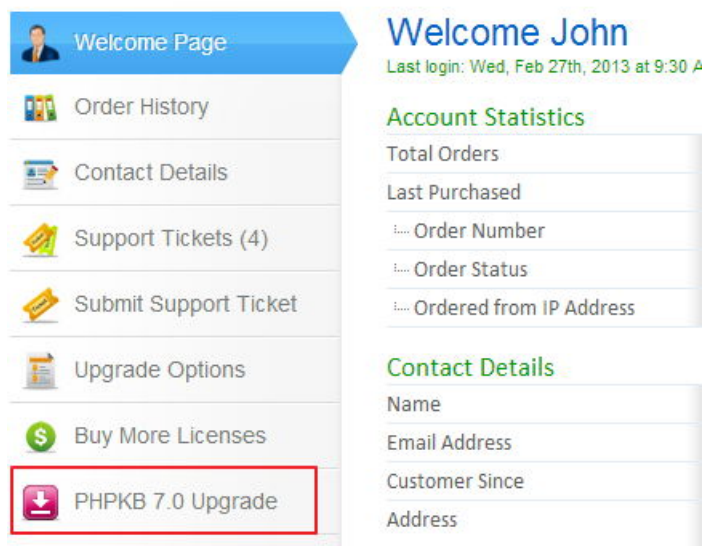 Welcome Page
Order History
Contact Details
Support Tickets (4)
Submit Support Ticket
Upgrade Options
Buy More Licenses
PHPKB 7.0 Upgrade
Welcome John
Last login: Wed, Feb 27th, 2013 at 9:30 A
Account Statistics
Total Orders
Last Purchased
Order Number
Order Status
Ordered from IP Address
Contact Details
Name
Email Address
Customer Since
Address